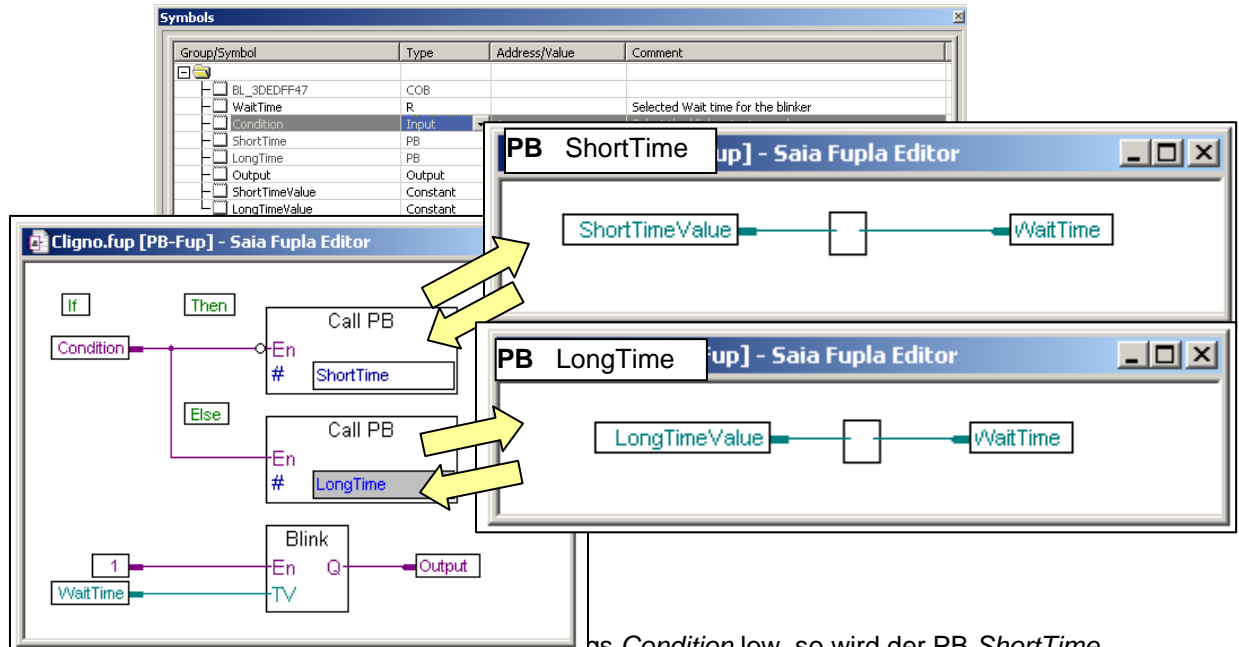 Symbols
Group/Symbol Type Address/Value Comment
BL_3DEDFF47 COB
WaitTime R Selected Wait time for the blinker
Condition Input
ShortTime PB
LongTime PB
Output Output
ShortTimeValue Constant
LongTimeValue Constant
PB ShortTime up] - Saia Fupla Editor
ShortTimeValue WaitTime
Cligno.fup [PB-Fup] - Saia Fupla Editor
If Then
Call PB
Condition En
# ShortTime
Else
Call PB
En
# LongTime
Blink
1 En Q Output
WaitTime TV
PB LongTime up] - Saia Fupla Editor
LongTimeValue WaitTime
gs Condition low, so wird der PB ShortTime